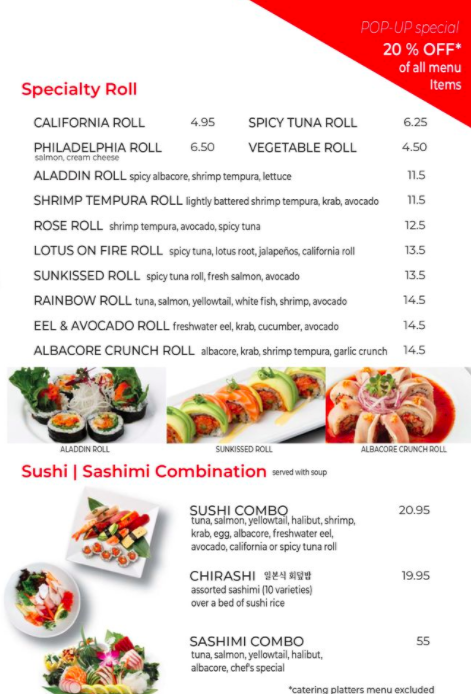 POP-UP special
20 % OFF*
of all menu
Items
Specialty Roll
CALIFORNIA ROLL 4.95 SPICY TUNA ROLL 6.25
PHILADELPHIA ROLL 6.50 VEGETABLE ROLL 4.50
salmon, cream cheese
ALADDIN ROLL spicy albacore, shrimp tempura, lettuce 11.5
SHRIMP TEMPURA ROLL lightly battered shrimp tempura, krab, avocado 11.5
ROSE ROLL shrimp tempura, avocado, spicy tuna 12.5
LOTUS ON FIRE ROLL spicy tuna, lotus root, jalapeños, california roll 13.5
SUNKISSED ROLL spicy tuna roll, fresh salmon, avocado 13.5
RAINBOW ROLL tuna, salmon, yellowtail, white fish, shrimp, avocado 14.5
EEL & AVOCADO ROLL freshwater eel, krab, cucumber, avocado 14.5
ALBACORE CRUNCH ROLL albacore, krab, shrimp tempura, garlic crunch 14.5
ALADDIN ROLL SUNKISSED ROLL ALBACORE CRUNCH ROLL
Sushi | Sashimi Combination served with soup
SUSHI COMBO 20.95
tuna, salmon, yellowtail, halibut, shrimp,
krab, egg, albacore, freshwater eel,
avocado, california or spicy tuna roll
CHIRASHI 일본식 회덮밥 19.95
assorted sashimi (10 varieties)
over a bed of sushi rice
SASHIMI COMBO 55
tuna, salmon, yellowtail, halibut,
albacore, chef's special
*catering platters menu excluded